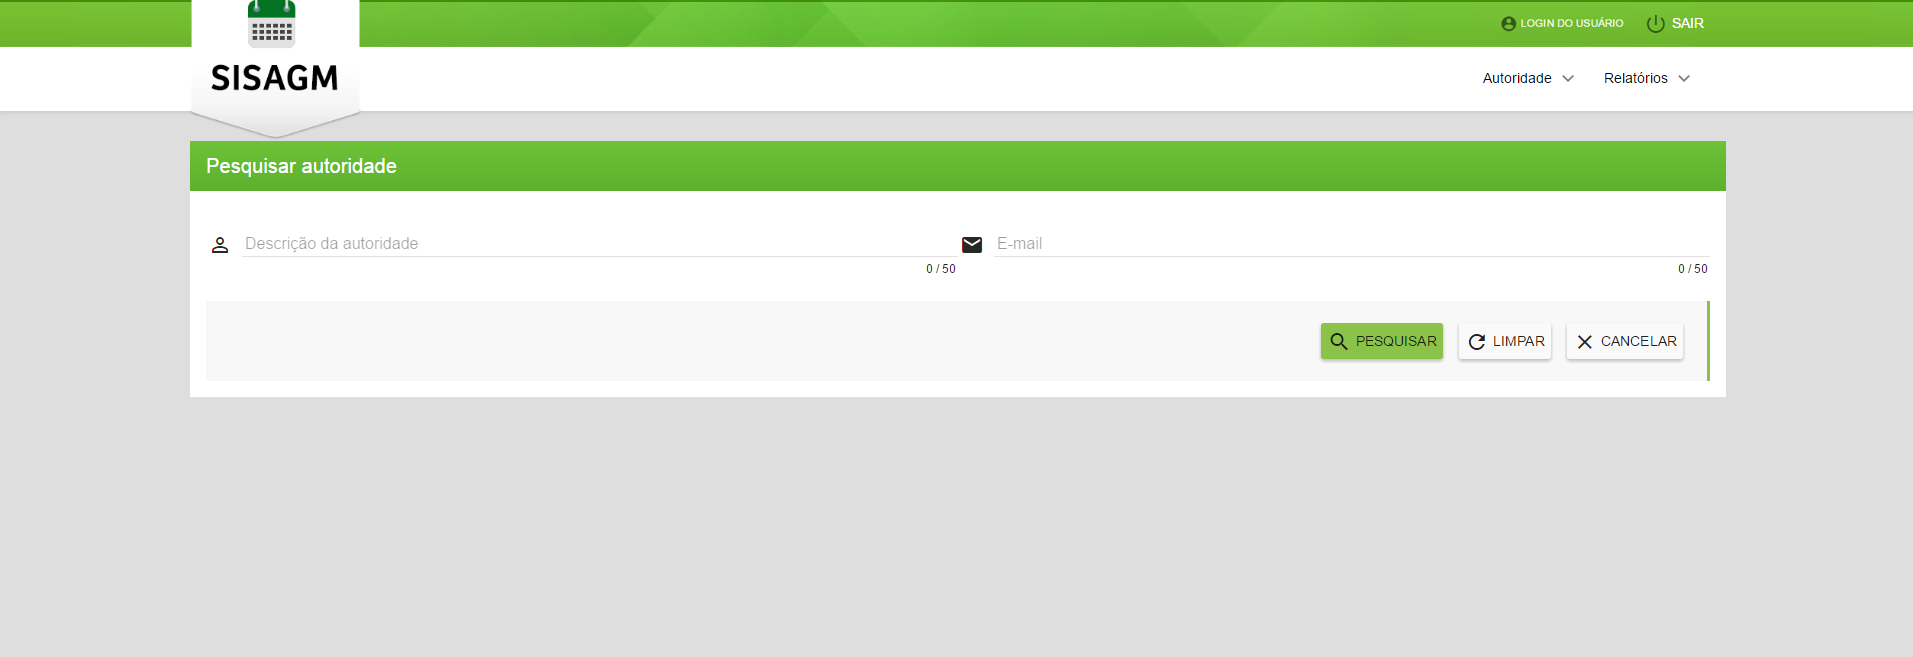 LOGIN DO USUÁRIO SAIR
SISAGM
Autoridade Relatórios
Pesquisar autoridade
Descrição da autoridade E-mail
0 / 50 0 / 50
PESQUISAR LIMPAR CANCELAR